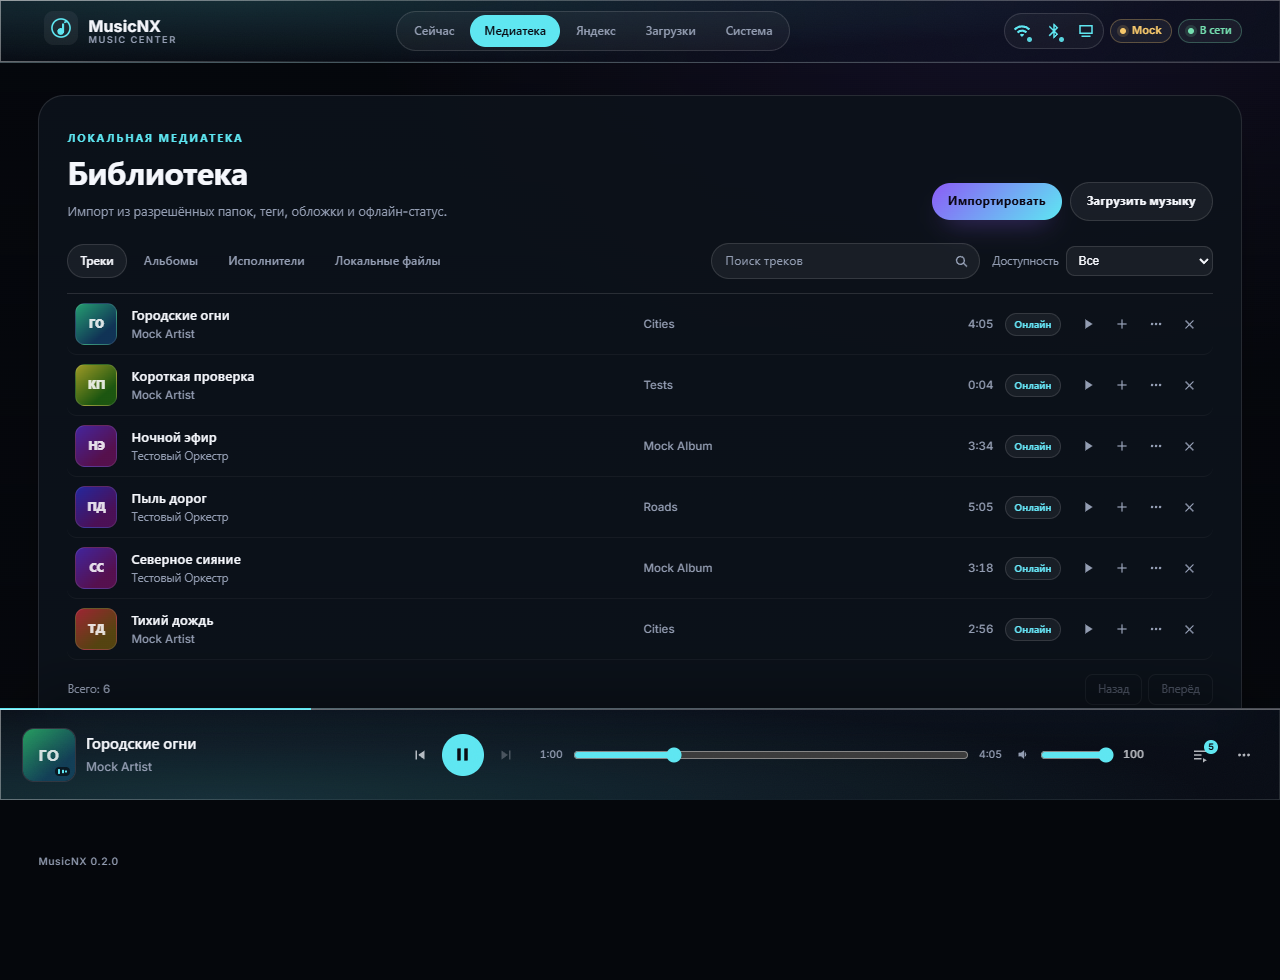 MusicNX
MUSIC CENTER
Сейчас Медиатека Яндекс Загрузки Система
Mock В сети
ЛОКАЛЬНАЯ МЕДИАТЕКА
Библиотека
Импорт из разрешённых папок, теги, обложки и офлайн-статус.
Импортировать Загрузить музыку
Треки Альбомы Исполнители Локальные файлы Поиск треков Доступность Все
ГО Городские огни Cities 4:05 Онлайн
Mock Artist
КП Короткая проверка Tests 0:04 Онлайн
Mock Artist
НЭ Ночной эфир Mock Album 3:34 Онлайн
Тестовый Оркестр
ПД Пыль дорог Roads 5:05 Онлайн
Тестовый Оркестр
СС Северное сияние Mock Album 3:18 Онлайн
Тестовый Оркестр
ТД Тихий дождь Cities 2:56 Онлайн
Mock Artist
Всего: 6 Назад Вперёд
ГО Городские огни 1:00 4:05 100 5
Mock Artist
MusicNX 0.2.0